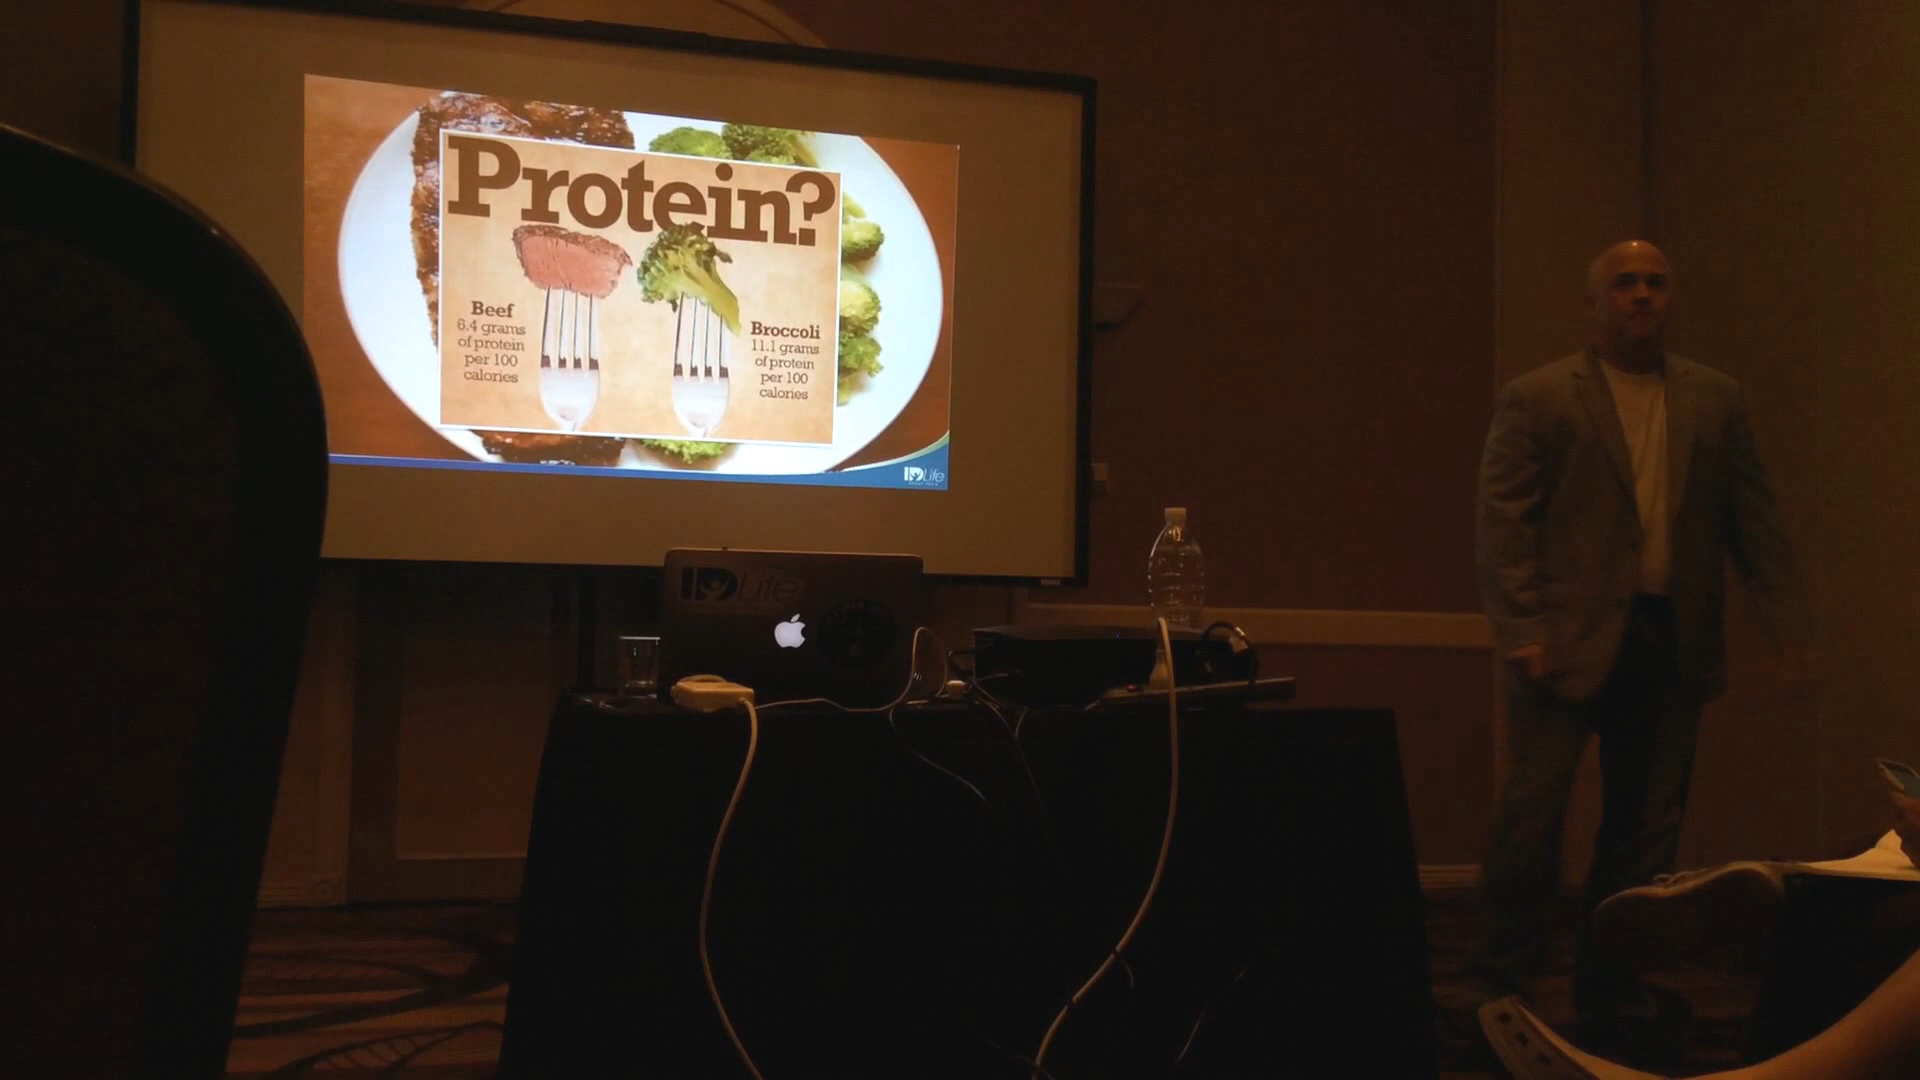 Protein?
Beef
6.4 grams
of protein
per 100
calories
Broccoli
11.1 grams
of protein
per 100
calories
IDLife
IDLife